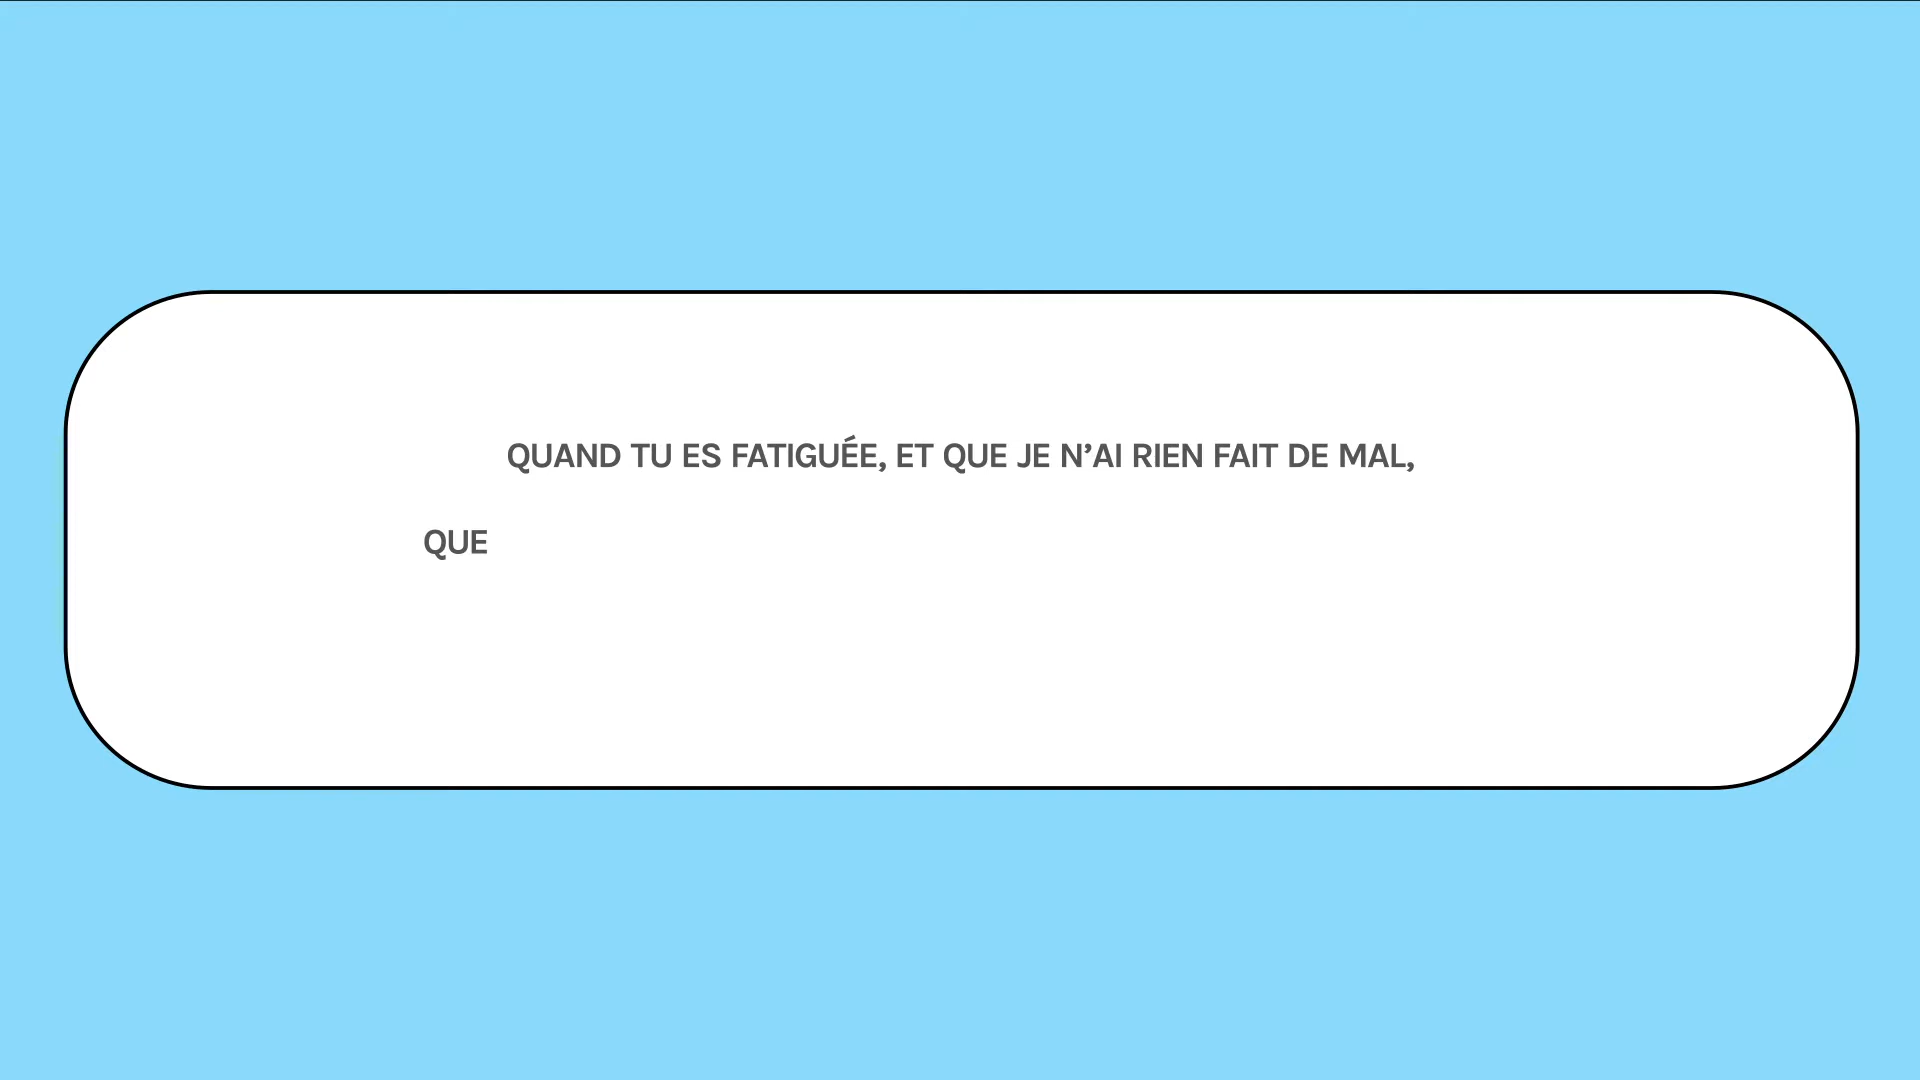 QUAND TU ES FATIGUÉE, ET QUE JE N’AI RIEN FAIT DE MAL,
QUE